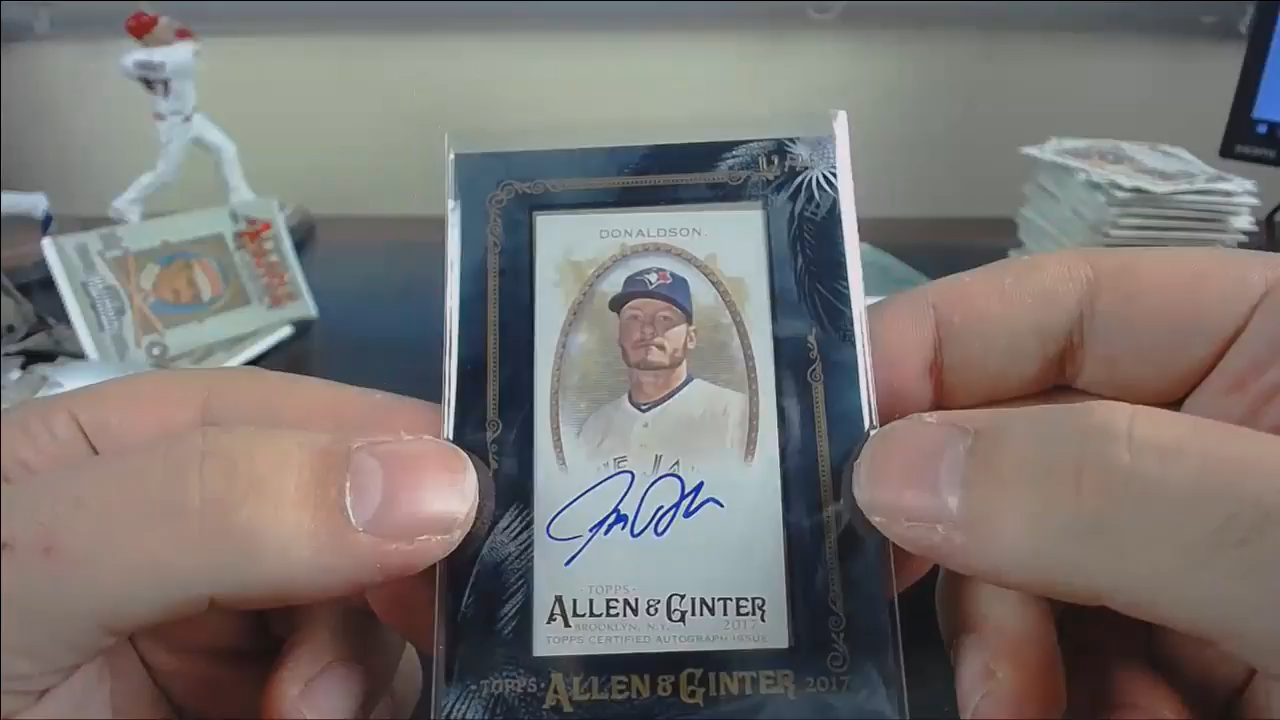 DONALDSON.
TOPPS
ALLEN & GINTER
BROOKLYN, N.Y. 2017
TOPPS CERTIFIED AUTOGRAPH ISSUE
TOPPS ALLEN & GINTER 2017